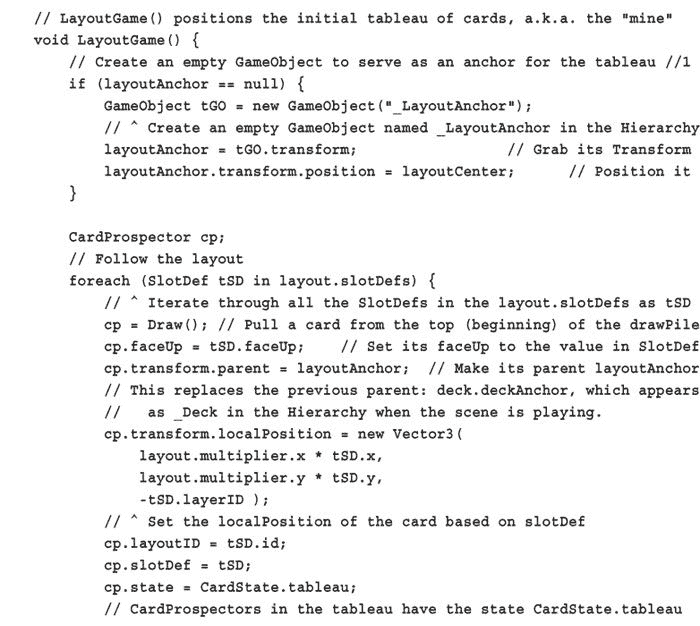 // LayoutGame() positions the initial tableau of cards, a.k.a. the "mine"
void LayoutGame() {
// Create an empty GameObject to serve as an anchor for the tableau //1
if (layoutAnchor == null) {
GameObject tGO = new GameObject("_LayoutAnchor");
// ^ Create an empty GameObject named _LayoutAnchor in the Hierarchy
layoutAnchor = tGO.transform; // Grab its Transform
layoutAnchor.transform.position = layoutCenter; // Position it
}
CardProspector cp;
// Follow the layout
foreach (SlotDef tSD in layout.slotDefs) {
// ^ Iterate through all the SlotDefs in the layout.slotDefs as tSD
cp = Draw(); // Pull a card from the top (beginning) of the drawPile
cp.faceUp = tSD.faceUp; // Set its faceUp to the value in SlotDef
cp.transform.parent = layoutAnchor; // Make its parent layoutAnchor
// This replaces the previous parent: deck.deckAnchor, which appears
// as _Deck in the Hierarchy when the scene is playing.
cp.transform.localPosition = new Vector3(
layout.multiplier.x * tSD.x,
layout.multiplier.y * tSD.y,
-tSD.layerID );
// ^ Set the localPosition of the card based on slotDef
cp.layoutID = tSD.id;
cp.slotDef = tSD;
cp.state = CardState.tableau;
// CardProspectors in the tableau have the state CardState.tableau